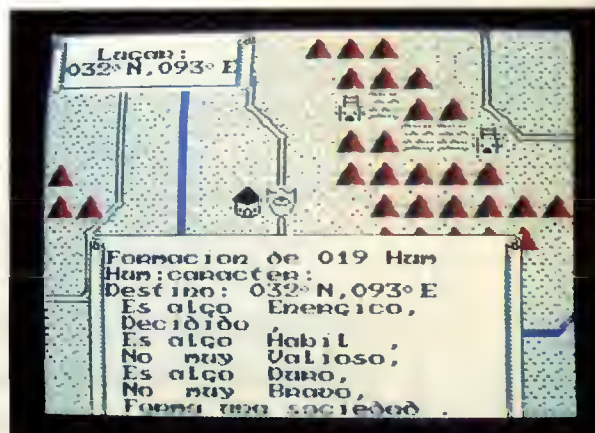 Lugar:
032° N,093° E
Formacion de 019 Hum
Hum:caracter:
Destino: 032° N,093° E
Es algo Energico,
Decidido ,
Es algo Habil ,
No muy Valioso,
Es algo Duro,
No muy Bravo,
Forma una sociedad .